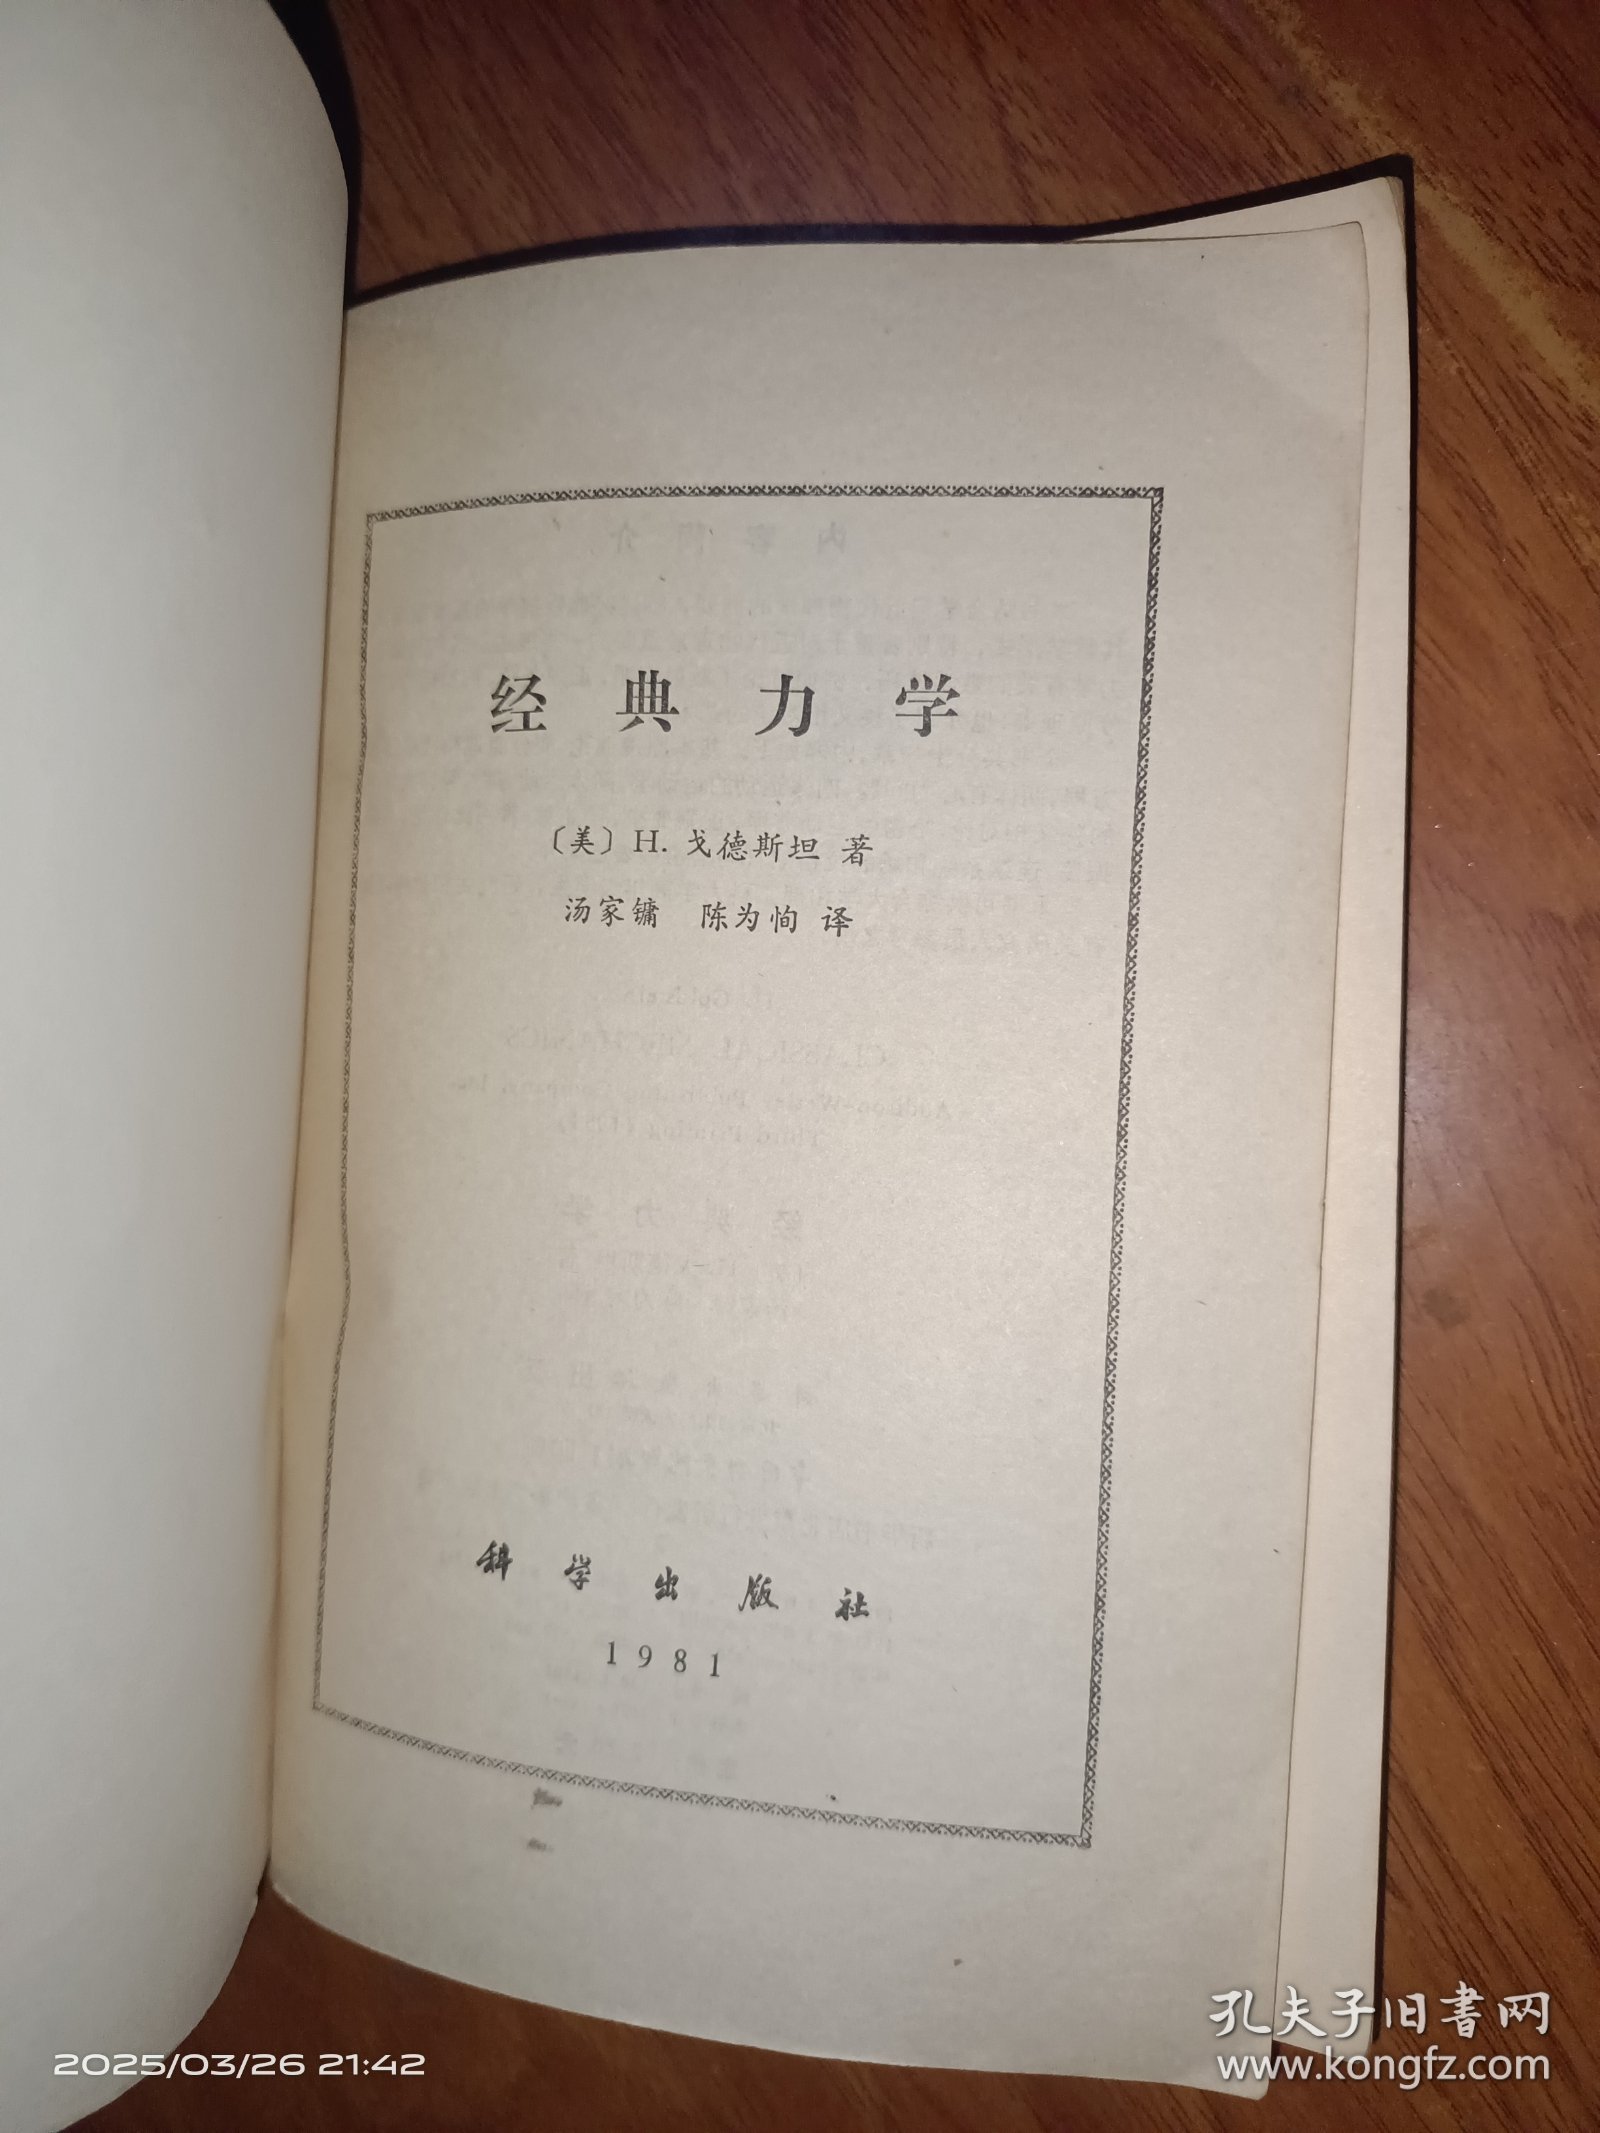 经典力学
〔美〕H. 戈德斯坦 著
汤家镛 陈为恂 译
科学出版社
1981
2025/03/26 21:42
孔夫子旧书网
www.kongfz.com